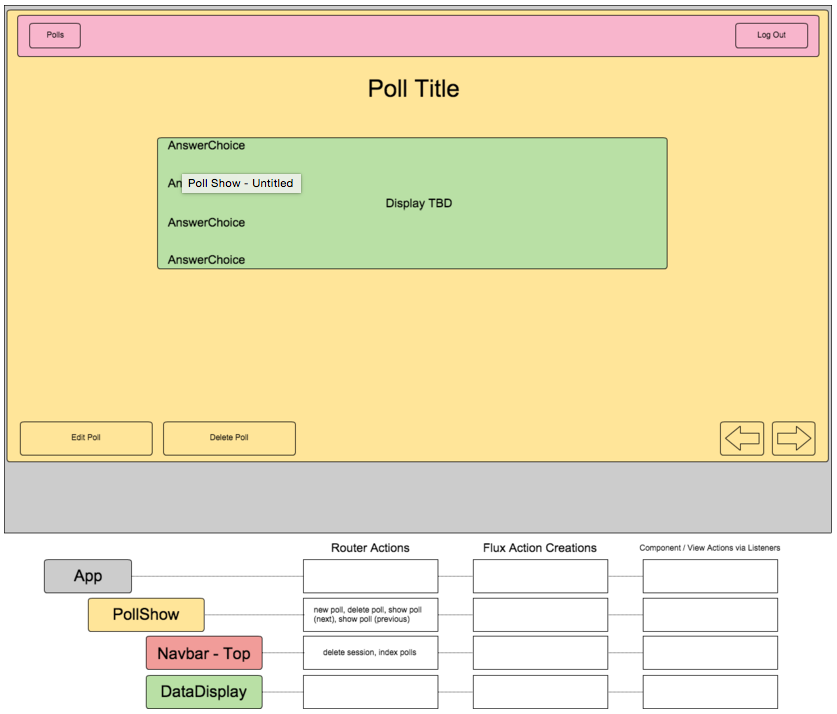 Polls
Log Out
Poll Title
AnswerChoice
An
Poll Show - Untitled
Display TBD
AnswerChoice
AnswerChoice
Edit Poll
Delete Poll
Router Actions
Flux Action Creations
Component / View Actions via Listeners
App
PollShow
new poll, delete poll, show poll
(next), show poll (previous)
Navbar - Top
delete session, index polls
DataDisplay